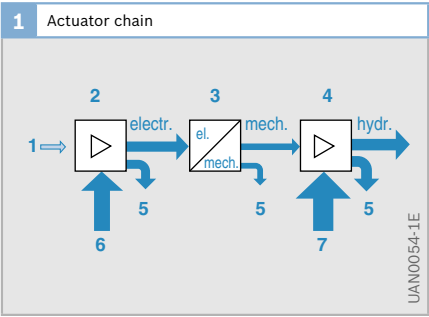 1 Actuator chain
2 3 4
electr. mech. hydr.
1 el.
mech.
5 5 5
6 7
UAN0054-1E